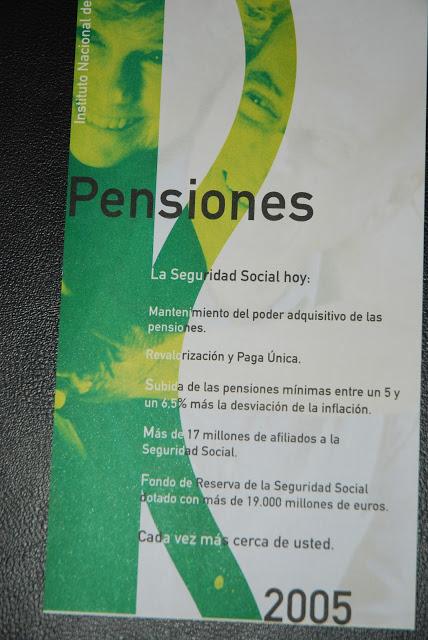 Instituto Nacional de
Pensiones
La Seguridad Social hoy:
Mantenimiento del poder adquisitivo de las
pensiones.
Revalorización y Paga Única.
Subida de las pensiones mínimas entre un 5 y
un 6,5% más la desviación de la inflación.
Más de 17 millones de afiliados a la
Seguridad Social.
Fondo de Reserva de la Seguridad Social
dotado con más de 19.000 millones de euros.
Cada vez más cerca de usted.
2005